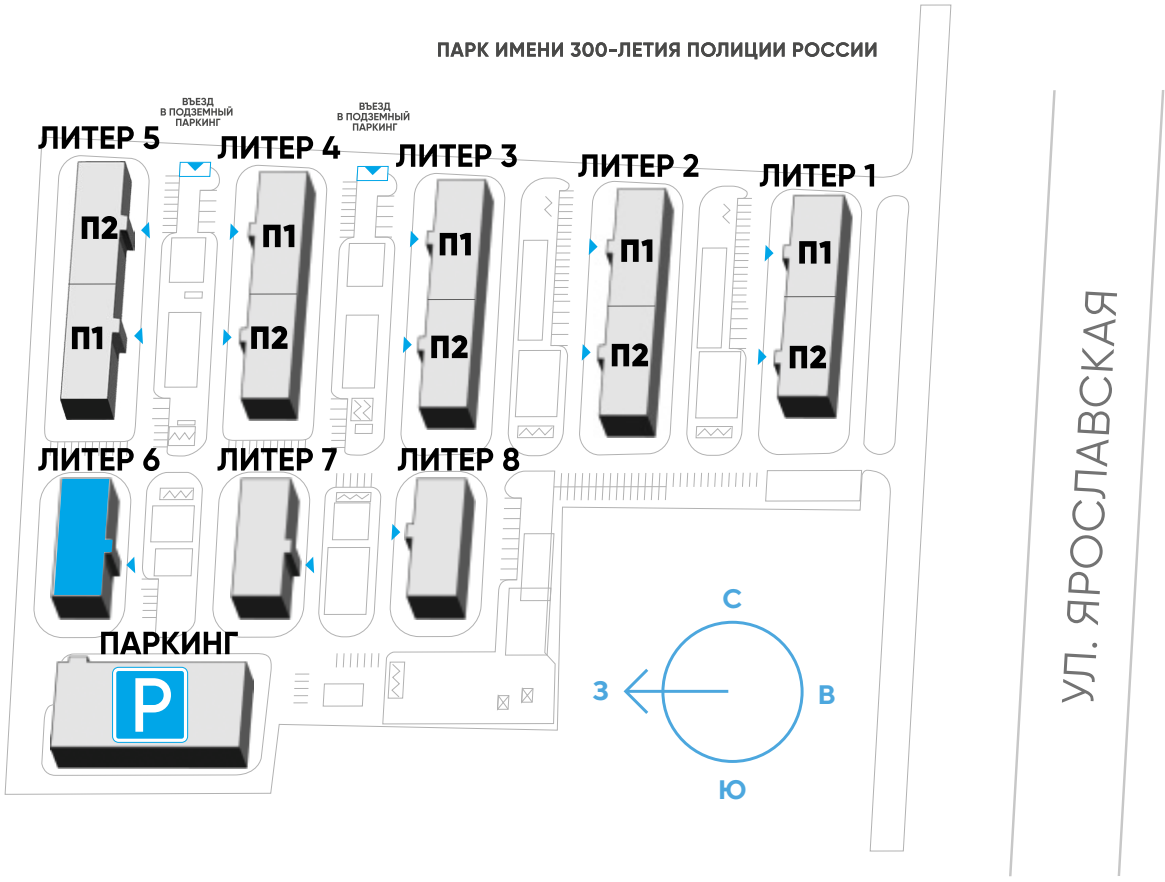 ПАРК ИМЕНИ 300-ЛЕТИЯ ПОЛИЦИИ РОССИИ
ВЪЕЗД
В ПОДЗЕМНЫЙ
ПАРКИНГ
ВЪЕЗД
В ПОДЗЕМНЫЙ
ПАРКИНГ
ЛИТЕР 5
ЛИТЕР 4
ЛИТЕР 3
ЛИТЕР 2
ЛИТЕР 1
П2
П1
П1
П1
П1
П1
П2
П2
П2
П2
ЛИТЕР 6
ЛИТЕР 7
ЛИТЕР 8
ПАРКИНГ
P
С
З
В
Ю
УЛ. ЯРОСЛАВСКАЯ